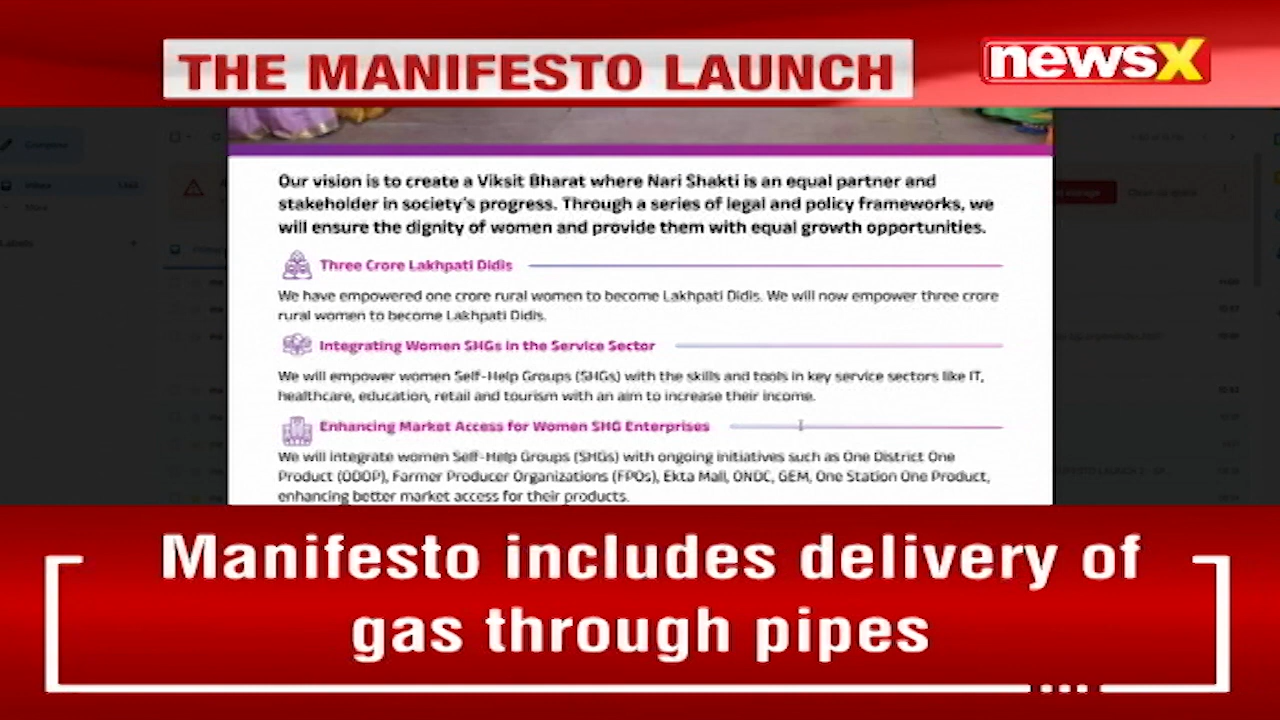 THE MANIFESTO LAUNCH
newsX
Compose
Inbox
More
Labels
Our vision is to create a Viksit Bharat where Nari Shakti is an equal partner and
stakeholder in society's progress. Through a series of legal and policy frameworks, we
will ensure the dignity of women and provide them with equal growth opportunities.
Three Crore Lakhpati Didis
We have empowered one crore rural women to become Lakhpati Didis. We will now empower three crore
rural women to become Lakhpati Didis.
Integrating Women SHGs in the Service Sector
We will empower women Self-Help Groups (SHGs) with the skills and tools in key service sectors like IT,
healthcare, education, retail and tourism with an aim to increase their income.
Enhancing Market Access for Women SHG Enterprises
We will integrate women Self-Help Groups (SHGs) with ongoing initiatives such as One District One
Product (ODOP), Farmer Producer Organizations (FPOs), Ekta Mall, ONDC, GEM, One Station One Product,
enhancing better market access for their products.
Manifesto includes delivery of
gas through pipes